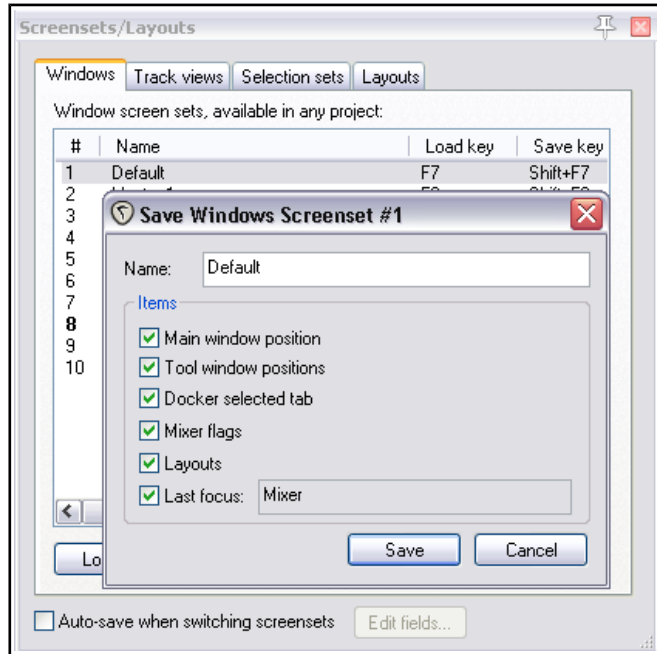 Screensets/Layouts
Windows Track views Selection sets Layouts
Window screen sets, available in any project:
# Name Load key Save key
1 Default F7 Shift+F7
2
3
4
5
6
7
8
9
10
Save Windows Screenset #1
Name: Default
Items
Main window position
Tool window positions
Docker selected tab
Mixer flags
Layouts
Last focus: Mixer
Save Cancel
Lo
Auto-save when switching screensets Edit fields...